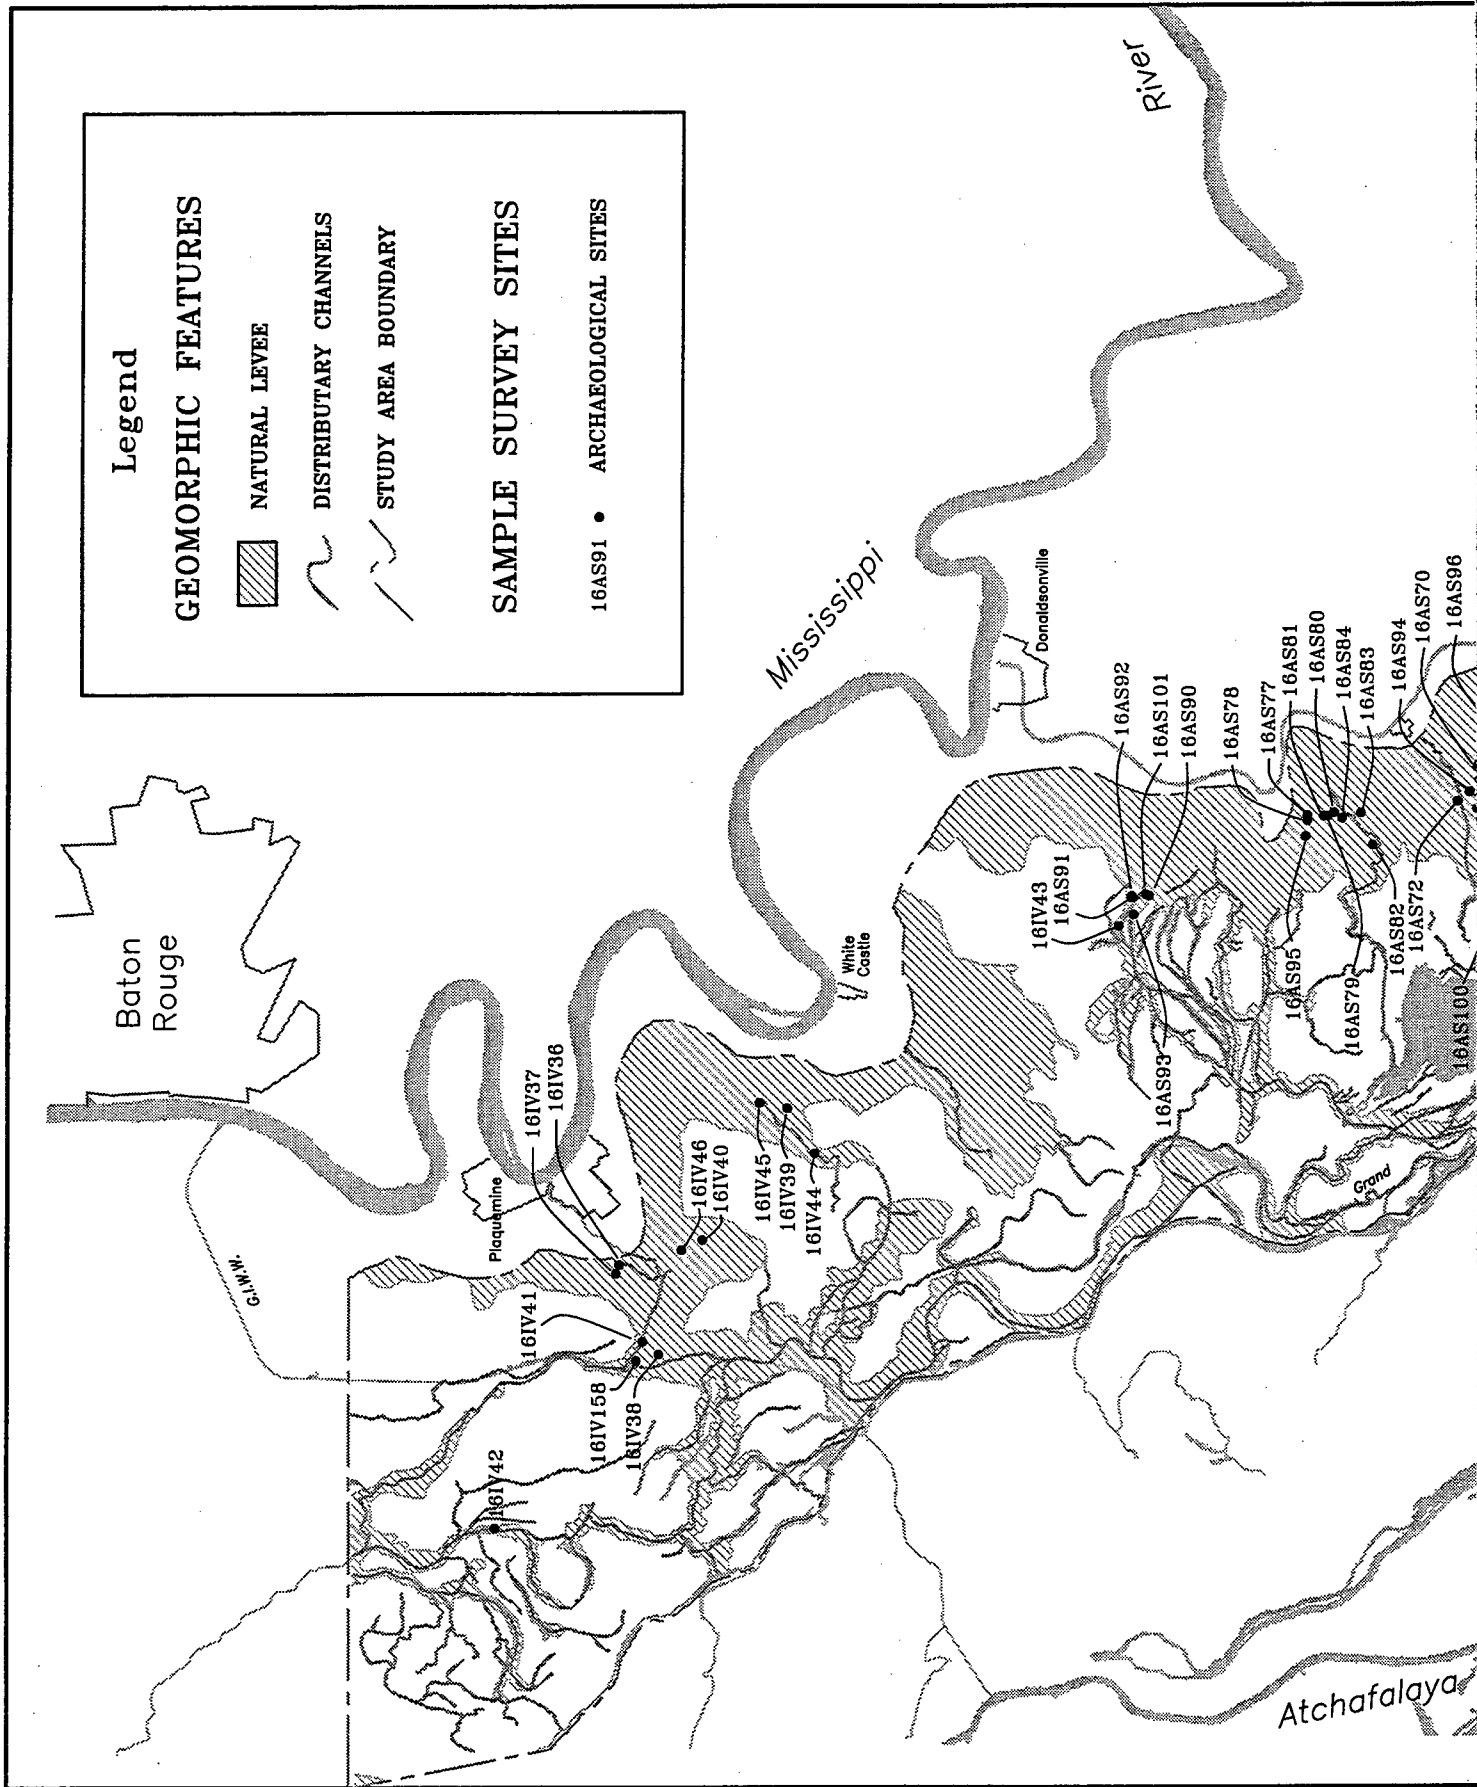 Legend
GEOMORPHIC FEATURES
NATURAL LEVEE
DISTRIBUTARY CHANNELS
STUDY AREA BOUNDARY
SAMPLE SURVEY SITES
16AS91 • ARCHAEOLOGICAL SITES
Baton
Rouge
G.I.W.W.
Plaquemine
White
Castle
Donaldsonville
Mississippi
River
Grand
Atchafalaya
16IV37
16IV36
16IV41
16IV158
16IV38
16IV42
16IV46
16IV40
16IV45
16IV39
16IV44
16IV43
16AS91
16AS92
16AS101
16AS90
16AS93
16AS78
16AS77
16AS81
16AS80
16AS84
16AS83
16AS94
16AS70
16AS96
16AS95
16AS79
16AS82
16AS72
16AS100